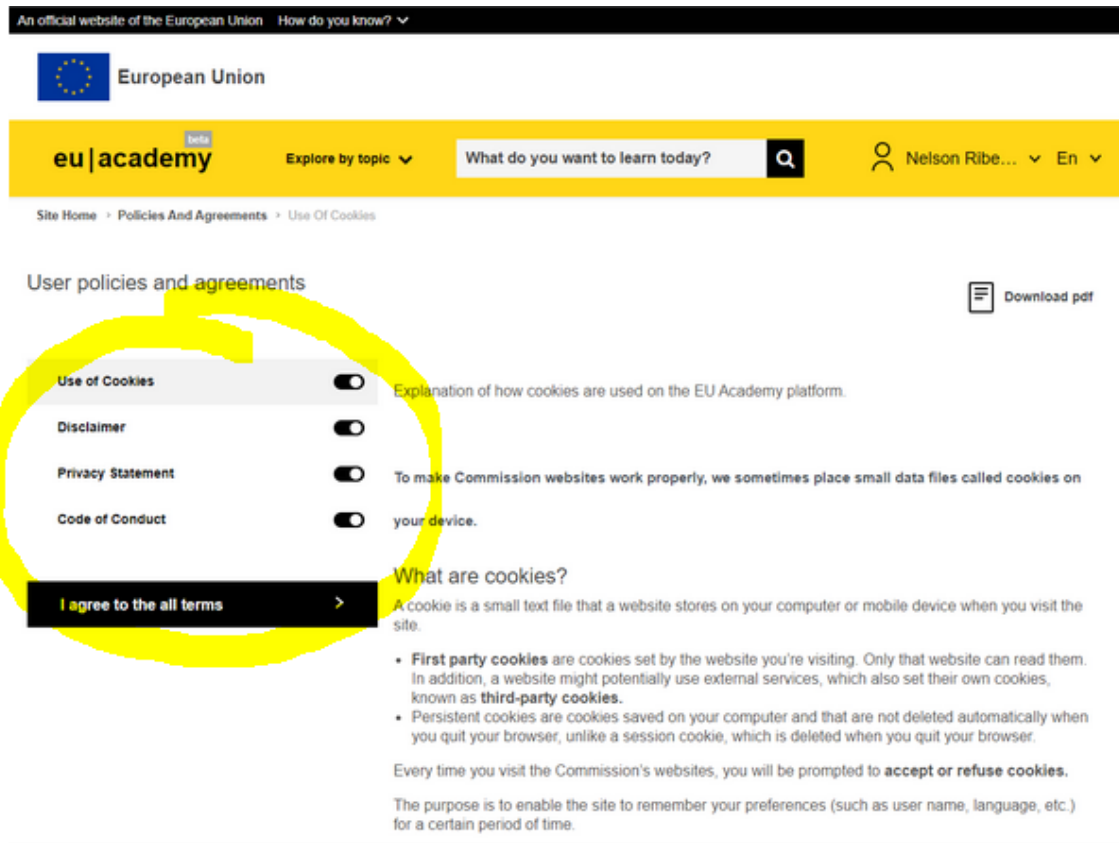 An official website of the European Union How do you know?
European Union
eu|academy
beta
Explore by topic
What do you want to learn today?
Nelson Ribe...
En
Site Home > Policies And Agreements > Use Of Cookies
User policies and agreements
Download pdf
Use of Cookies
Disclaimer
Privacy Statement
Code of Conduct
I agree to the all terms >
Explanation of how cookies are used on the EU Academy platform.
To make Commission websites work properly, we sometimes place small data files called cookies on
your device.
What are cookies?
A cookie is a small text file that a website stores on your computer or mobile device when you visit the
site.
• First party cookies are cookies set by the website you're visiting. Only that website can read them.
In addition, a website might potentially use external services, which also set their own cookies,
known as third-party cookies.
• Persistent cookies are cookies saved on your computer and that are not deleted automatically when
you quit your browser, unlike a session cookie, which is deleted when you quit your browser.
Every time you visit the Commission's websites, you will be prompted to accept or refuse cookies.
The purpose is to enable the site to remember your preferences (such as user name, language, etc.)
for a certain period of time.